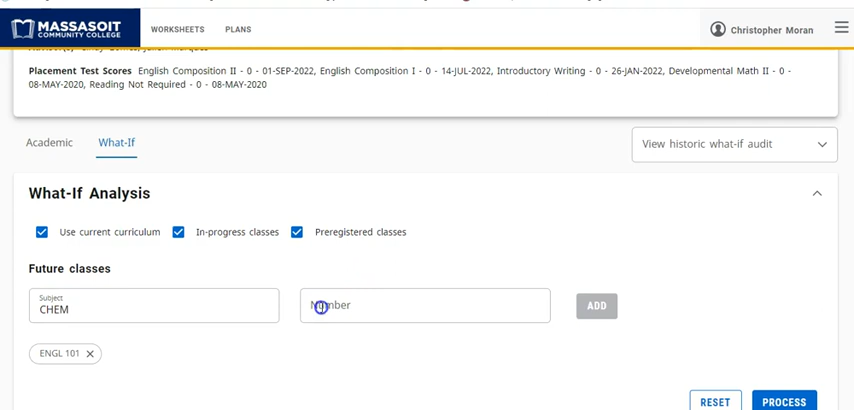 MASSASOIT
COMMUNITY COLLEGE
WORKSHEETS PLANS
Christopher Moran
Placement Test Scores English Composition II - 0 - 01-SEP-2022, English Composition I - 0 - 14-JUL-2022, Introductory Writing - 0 - 26-JAN-2022, Developmental Math II - 0 -
08-MAY-2020, Reading Not Required - 0 - 08-MAY-2020
Academic What-If
View historic what-if audit
What-If Analysis
Use current curriculum In-progress classes Preregistered classes
Future classes
Subject
CHEM
Number
ADD
ENGL 101
RESET PROCESS